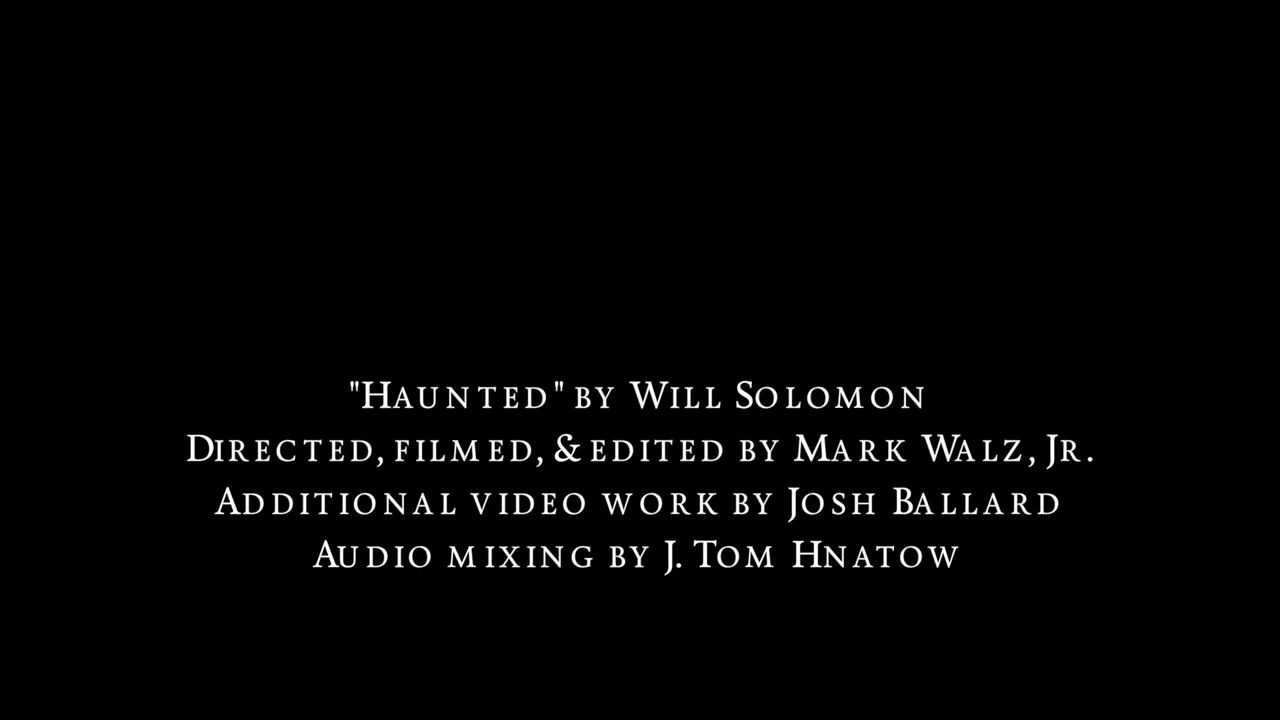 "Haunted" by Will Solomon
Directed, filmed, & edited by Mark Walz, Jr.
Additional video work by Josh Ballard
Audio mixing by J. Tom Hnatow